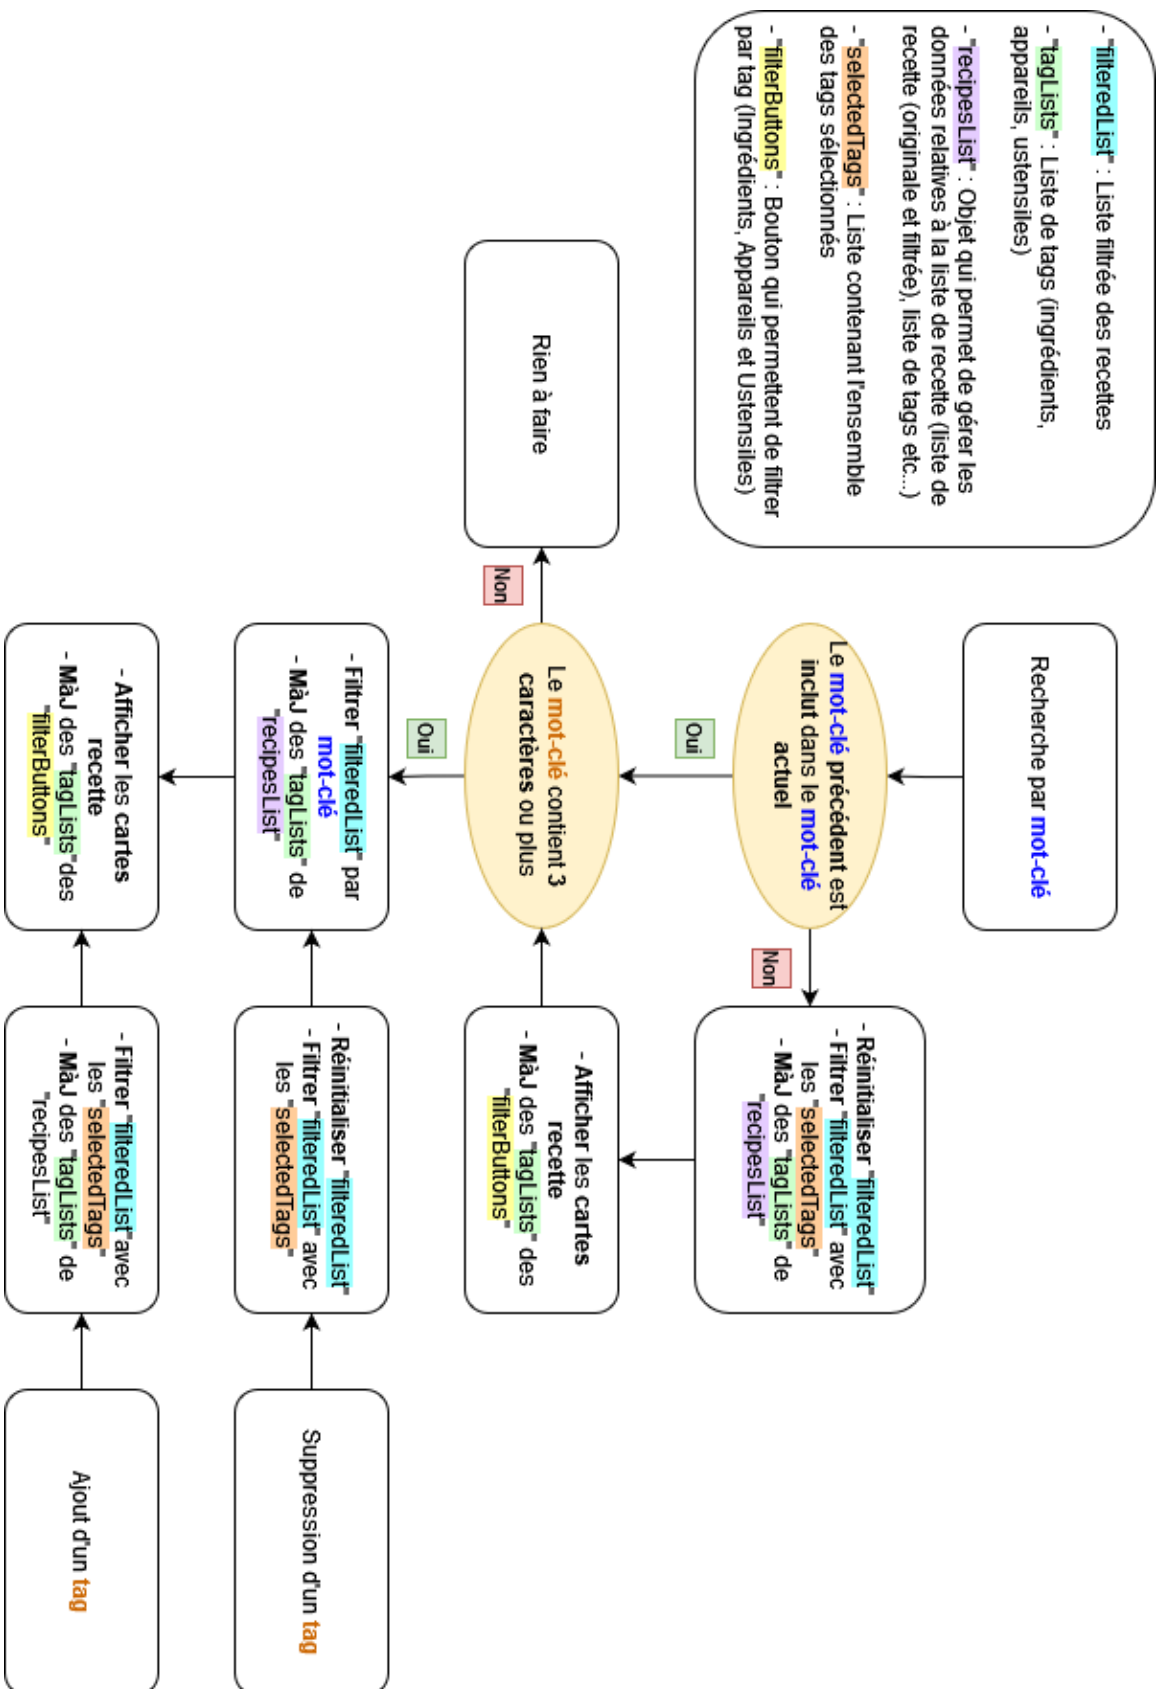 - "filteredList" : Liste filtrée des recettes
- "tagLists" : Liste de tags (ingrédients,
appareils, ustensiles)
- "recipesList" : Objet qui permet de gérer les
données relatives à la liste de recette (liste de
recette (originale et filtrée), liste de tags etc...)
- "selectedTags" : Liste contenant l'ensemble
des tags sélectionnés
- "filterButtons" : Bouton qui permettent de filtrer
par tag (Ingrédients, Appareils et Ustensiles)
Recherche par mot-clé
Le mot-clé précédent est
inclut dans le mot-clé
actuel
Non
- Réinitialiser "filteredList"
- Filtrer "filteredList" avec
les "selectedTags"
- MàJ des "tagLists" de
"recipesList"
Oui
Rien à faire
Non
Le mot-clé contient 3
caractères ou plus
- Afficher les cartes
recette
- MàJ des "tagLists" des
"filterButtons"
Oui
- Filtrer "filteredList" par
mot-clé
- MàJ des "tagLists" de
"recipesList"
- Réinitialiser "filteredList"
- Filtrer "filteredList" avec
les "selectedTags"
Suppression d'un tag
- Afficher les cartes
recette
- MàJ des "tagLists"des
"filterButtons"
- Filtrer "filteredList"avec
les "selectedTags"
- MàJ des "tagLists" de
"recipesList"
Ajout d'un tag